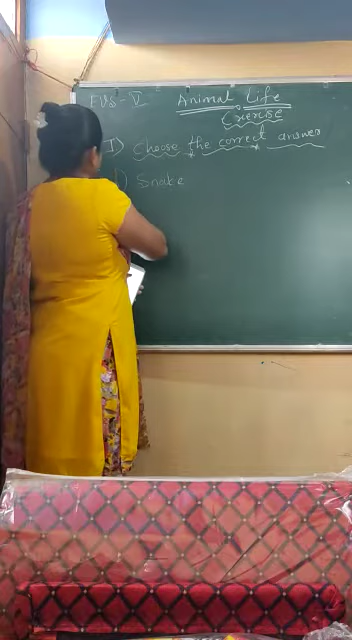 EVS-V Animal Life
Exercise
I) Choose the correct answer
1) Snake